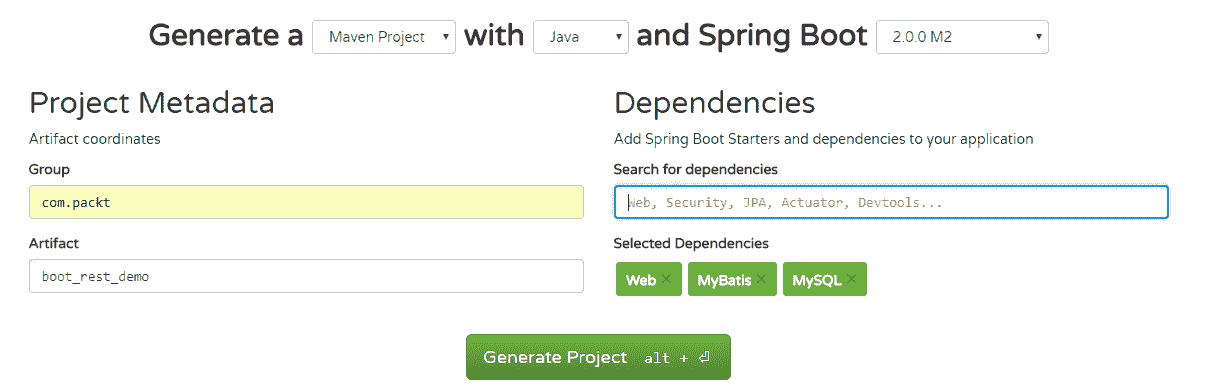 Generate a Maven Project with Java and Spring Boot 2.0.0 M2
Project Metadata
Artifact coordinates
Group
com.packt
Artifact
boot_rest_demo
Dependencies
Add Spring Boot Starters and dependencies to your application
Search for dependencies
Web, Security, JPA, Actuator, Devtools...
Selected Dependencies
Web × MyBatis × MySQL ×
Generate Project alt + ⏎